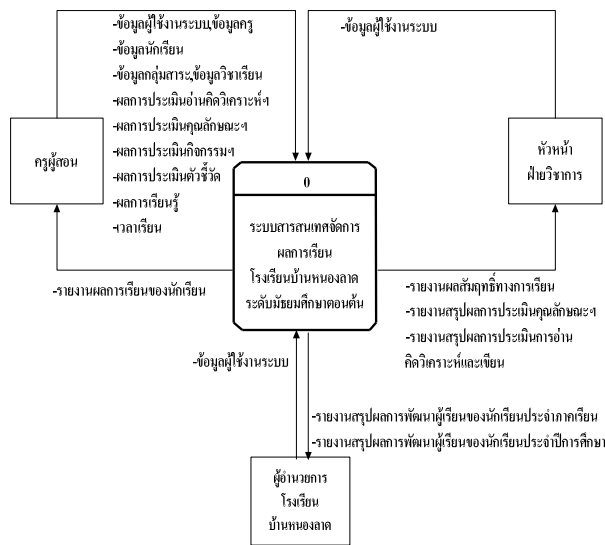 -ข้อมูลผู้ใช้งานระบบ,ข้อมูลครู
-ข้อมูลนักเรียน
-ข้อมูลกลุ่มสาระ,ข้อมูลวิชาเรียน
-ผลการประเมินอ่านคิดวิเคราะห์ฯ
-ผลการประเมินคุณลักษณะฯ
-ผลการประเมินกิจกรรมฯ
-ผลการประเมินตัวชี้วัด
-ผลการเรียนรู้
-เวลาเรียน
-ข้อมูลผู้ใช้งานระบบ
ครูผู้สอน
หัวหน้า
ฝ่ายวิชาการ
0
ระบบสารสนเทศจัดการ
ผลการเรียน
โรงเรียนบ้านหนองลาด
ระดับมัธยมศึกษาตอนต้น
-รายงานผลการเรียนของนักเรียน
-รายงานผลสัมฤทธิ์ทางการเรียน
-รายงานสรุปผลการประเมินคุณลักษณะฯ
-รายงานสรุปผลการประเมินการอ่าน
คิดวิเคราะห์และเขียน
-ข้อมูลผู้ใช้งานระบบ
-รายงานสรุปผลการพัฒนาผู้เรียนของนักเรียนประจำภาคเรียน
-รายงานสรุปผลการพัฒนาผู้เรียนของนักเรียนประจำปีการศึกษา
ผู้อำนวยการ
โรงเรียน
บ้านหนองลาด